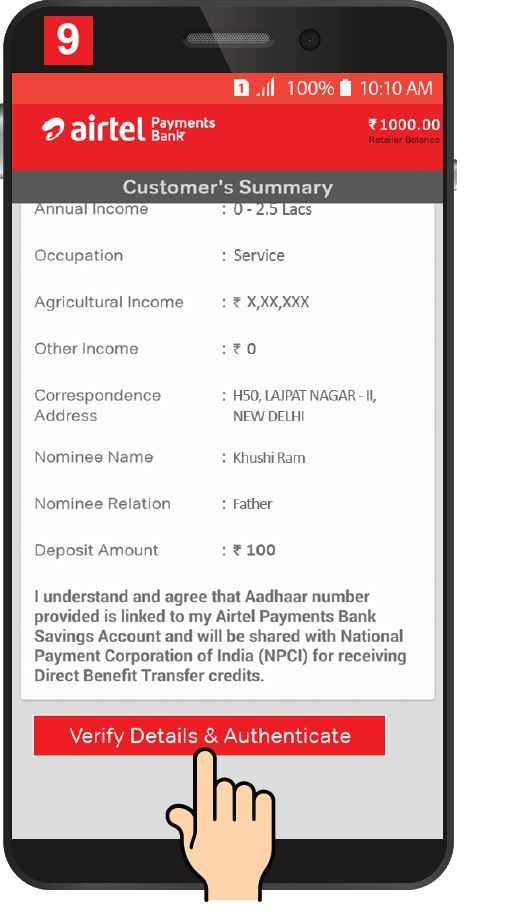 9
1 100% 10:10 AM
airtel Payments Bank
₹1000.00
Retailer Balance
Customer's Summary
Annual Income : 0 - 2.5 Lacs
Occupation : Service
Agricultural Income : ₹ X,XX,XXX
Other Income : ₹ 0
Correspondence : H50, LAJPAT NAGAR - II,
Address NEW DELHI
Nominee Name : Khushi Ram
Nominee Relation : Father
Deposit Amount : ₹ 100
I understand and agree that Aadhaar number
provided is linked to my Airtel Payments Bank
Savings Account and will be shared with National
Payment Corporation of India (NPCI) for receiving
Direct Benefit Transfer credits.
Verify Details & Authenticate